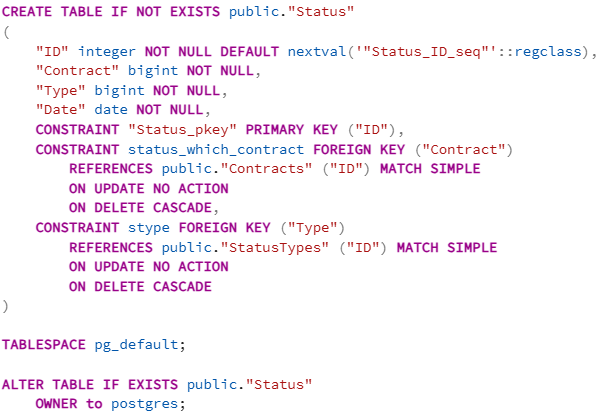 CREATE TABLE IF NOT EXISTS public."Status"
(
    "ID" integer NOT NULL DEFAULT nextval('"Status_ID_seq"'::regclass),
    "Contract" bigint NOT NULL,
    "Type" bigint NOT NULL,
    "Date" date NOT NULL,
    CONSTRAINT "Status_pkey" PRIMARY KEY ("ID"),
    CONSTRAINT status_which_contract FOREIGN KEY ("Contract")
        REFERENCES public."Contracts" ("ID") MATCH SIMPLE
        ON UPDATE NO ACTION
        ON DELETE CASCADE,
    CONSTRAINT stype FOREIGN KEY ("Type")
        REFERENCES public."StatusTypes" ("ID") MATCH SIMPLE
        ON UPDATE NO ACTION
        ON DELETE CASCADE
)
TABLESPACE pg_default;
ALTER TABLE IF EXISTS public."Status"
    OWNER to postgres;